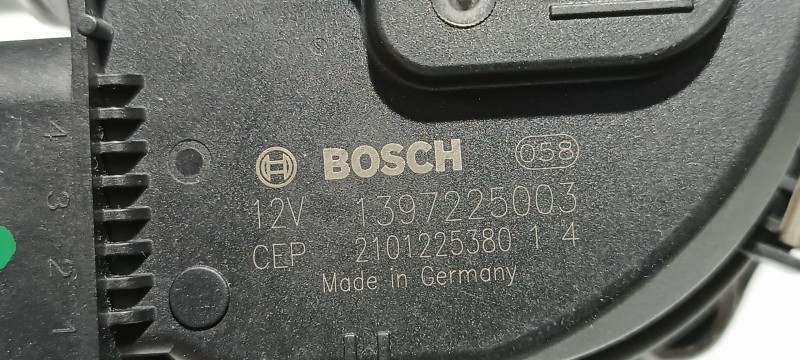 BOSCH 058
12V 1397225003
CEP 2101225380 1 4
Made in Germany
4
3
2
1